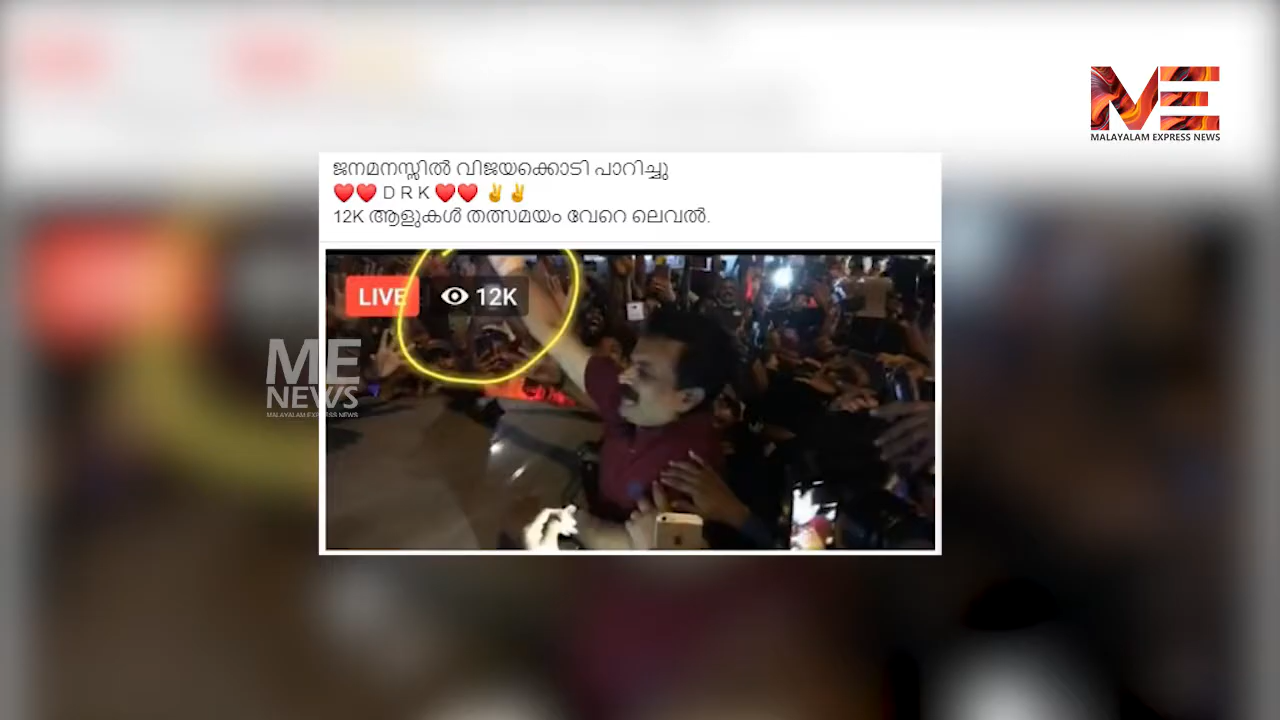 ME
MALAYALAM EXPRESS NEWS
ജനമനസ്സിൽ വിജയക്കൊടി പാറിച്ചു
❤️❤️ D R K ❤️❤️ ✌️✌️
12K ആളുകൾ തത്സമയം വേറെ ലെവൽ.
LIVE 12K
ME
NEWS
MALAYALAM EXPRESS NEWS